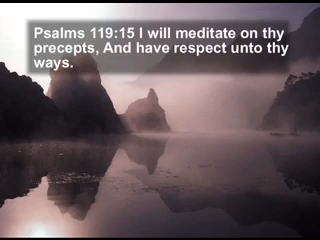 Psalms 119:15 I will meditate on thy
precepts, And have respect unto thy
ways.